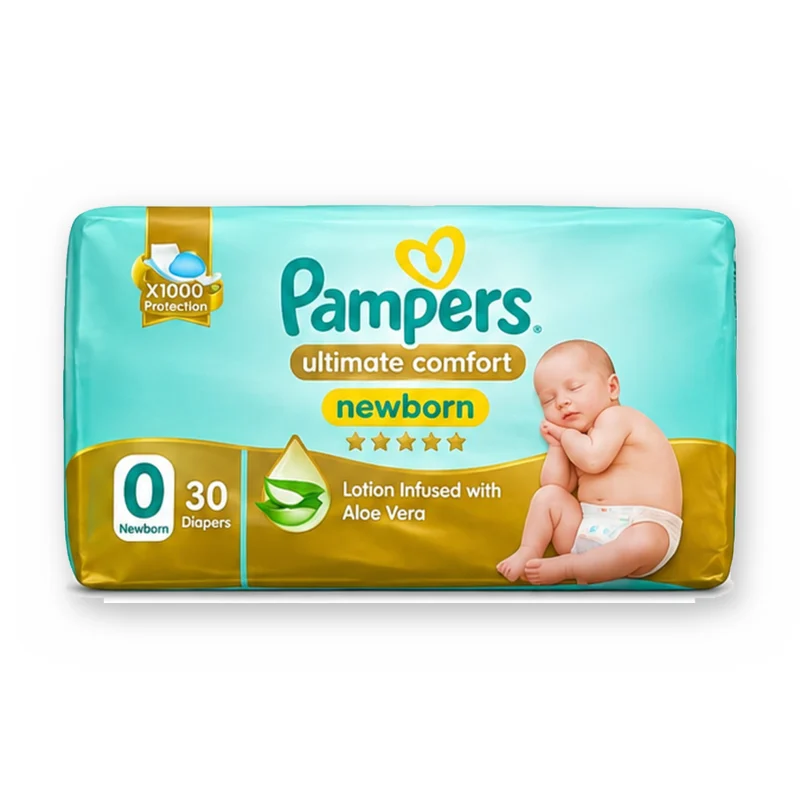 X1000
Protection
Pampers®
ultimate comfort
newborn
0
Newborn
30
Diapers
Lotion Infused with
Aloe Vera